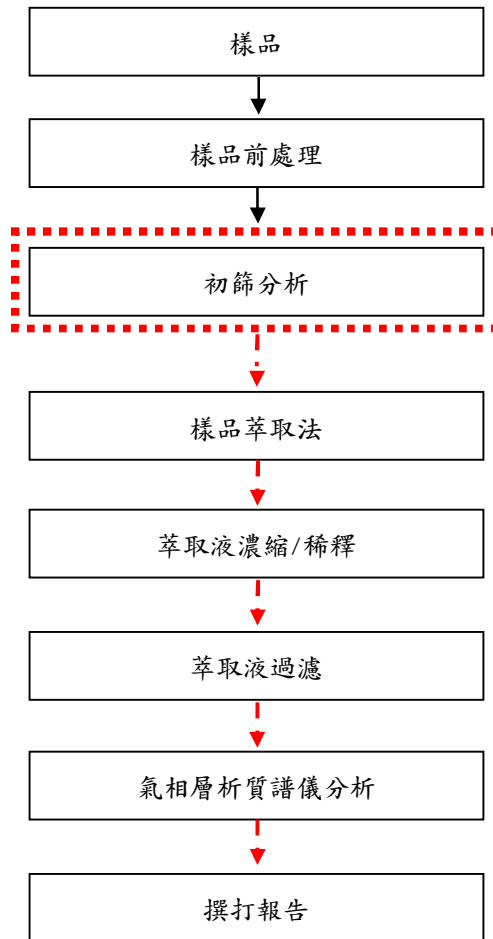 樣品
樣品前處理
初篩分析
樣品萃取法
萃取液濃縮/稀釋
萃取液過濾
氣相層析質譜儀分析
撰打報告